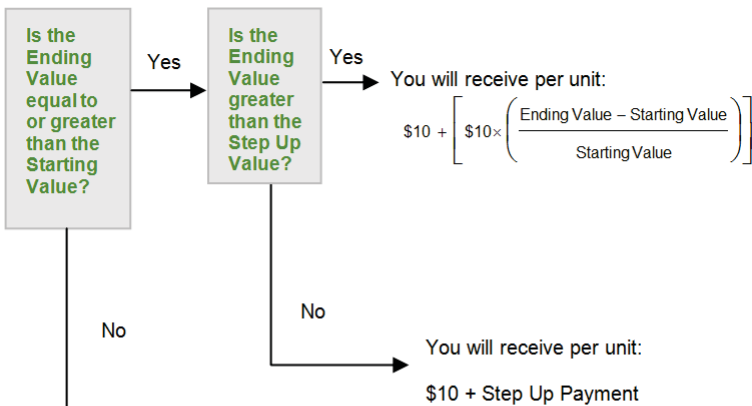 Is the
Ending
Value
equal to
or greater
than the
Starting
Value?
Yes
Is the
Ending
Value
greater
than the
Step Up
Value?
Yes
You will receive per unit:
$10 + [ $10× ( Ending Value – Starting Value
Starting Value ) ]
No
No
You will receive per unit:
$10 + Step Up Payment